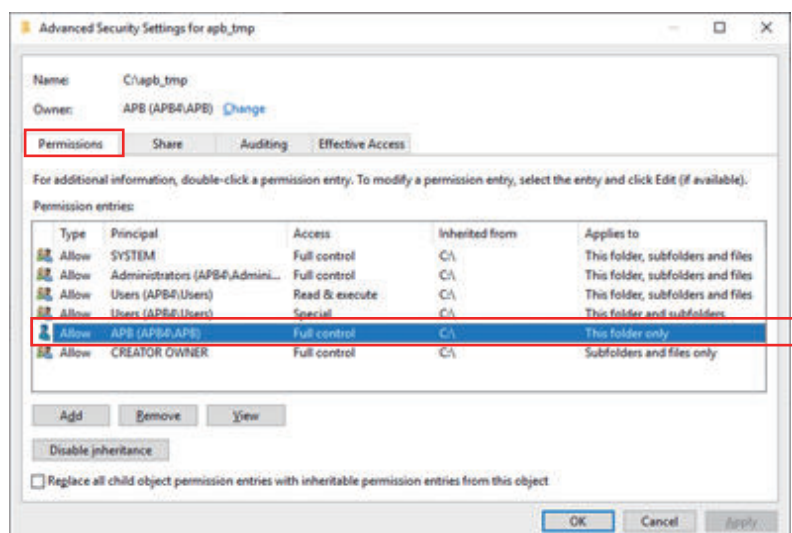 Advanced Security Settings for apb_tmp
Name: C:\apb_tmp
Owner: APB (APB4\APB) Change
Permissions Share Auditing Effective Access
For additional information, double-click a permission entry. To modify a permission entry, select the entry and click Edit (if available).
Permission entries:
Type Principal Access Inherited from Applies to
Allow SYSTEM Full control C:\ This folder, subfolders and files
Allow Administrators (APB4\Admini... Full control C:\ This folder, subfolders and files
Allow Users (APB4\Users) Read & execute C:\ This folder, subfolders and files
Allow Users (APB4\Users) Special C:\ This folder and subfolders
Allow APB (APB4\APB) Full control C:\ This folder only
Allow CREATOR OWNER Full control C:\ Subfolders and files only
Add Remove View
Disable inheritance
Replace all child object permission entries with inheritable permission entries from this object
OK Cancel Apply